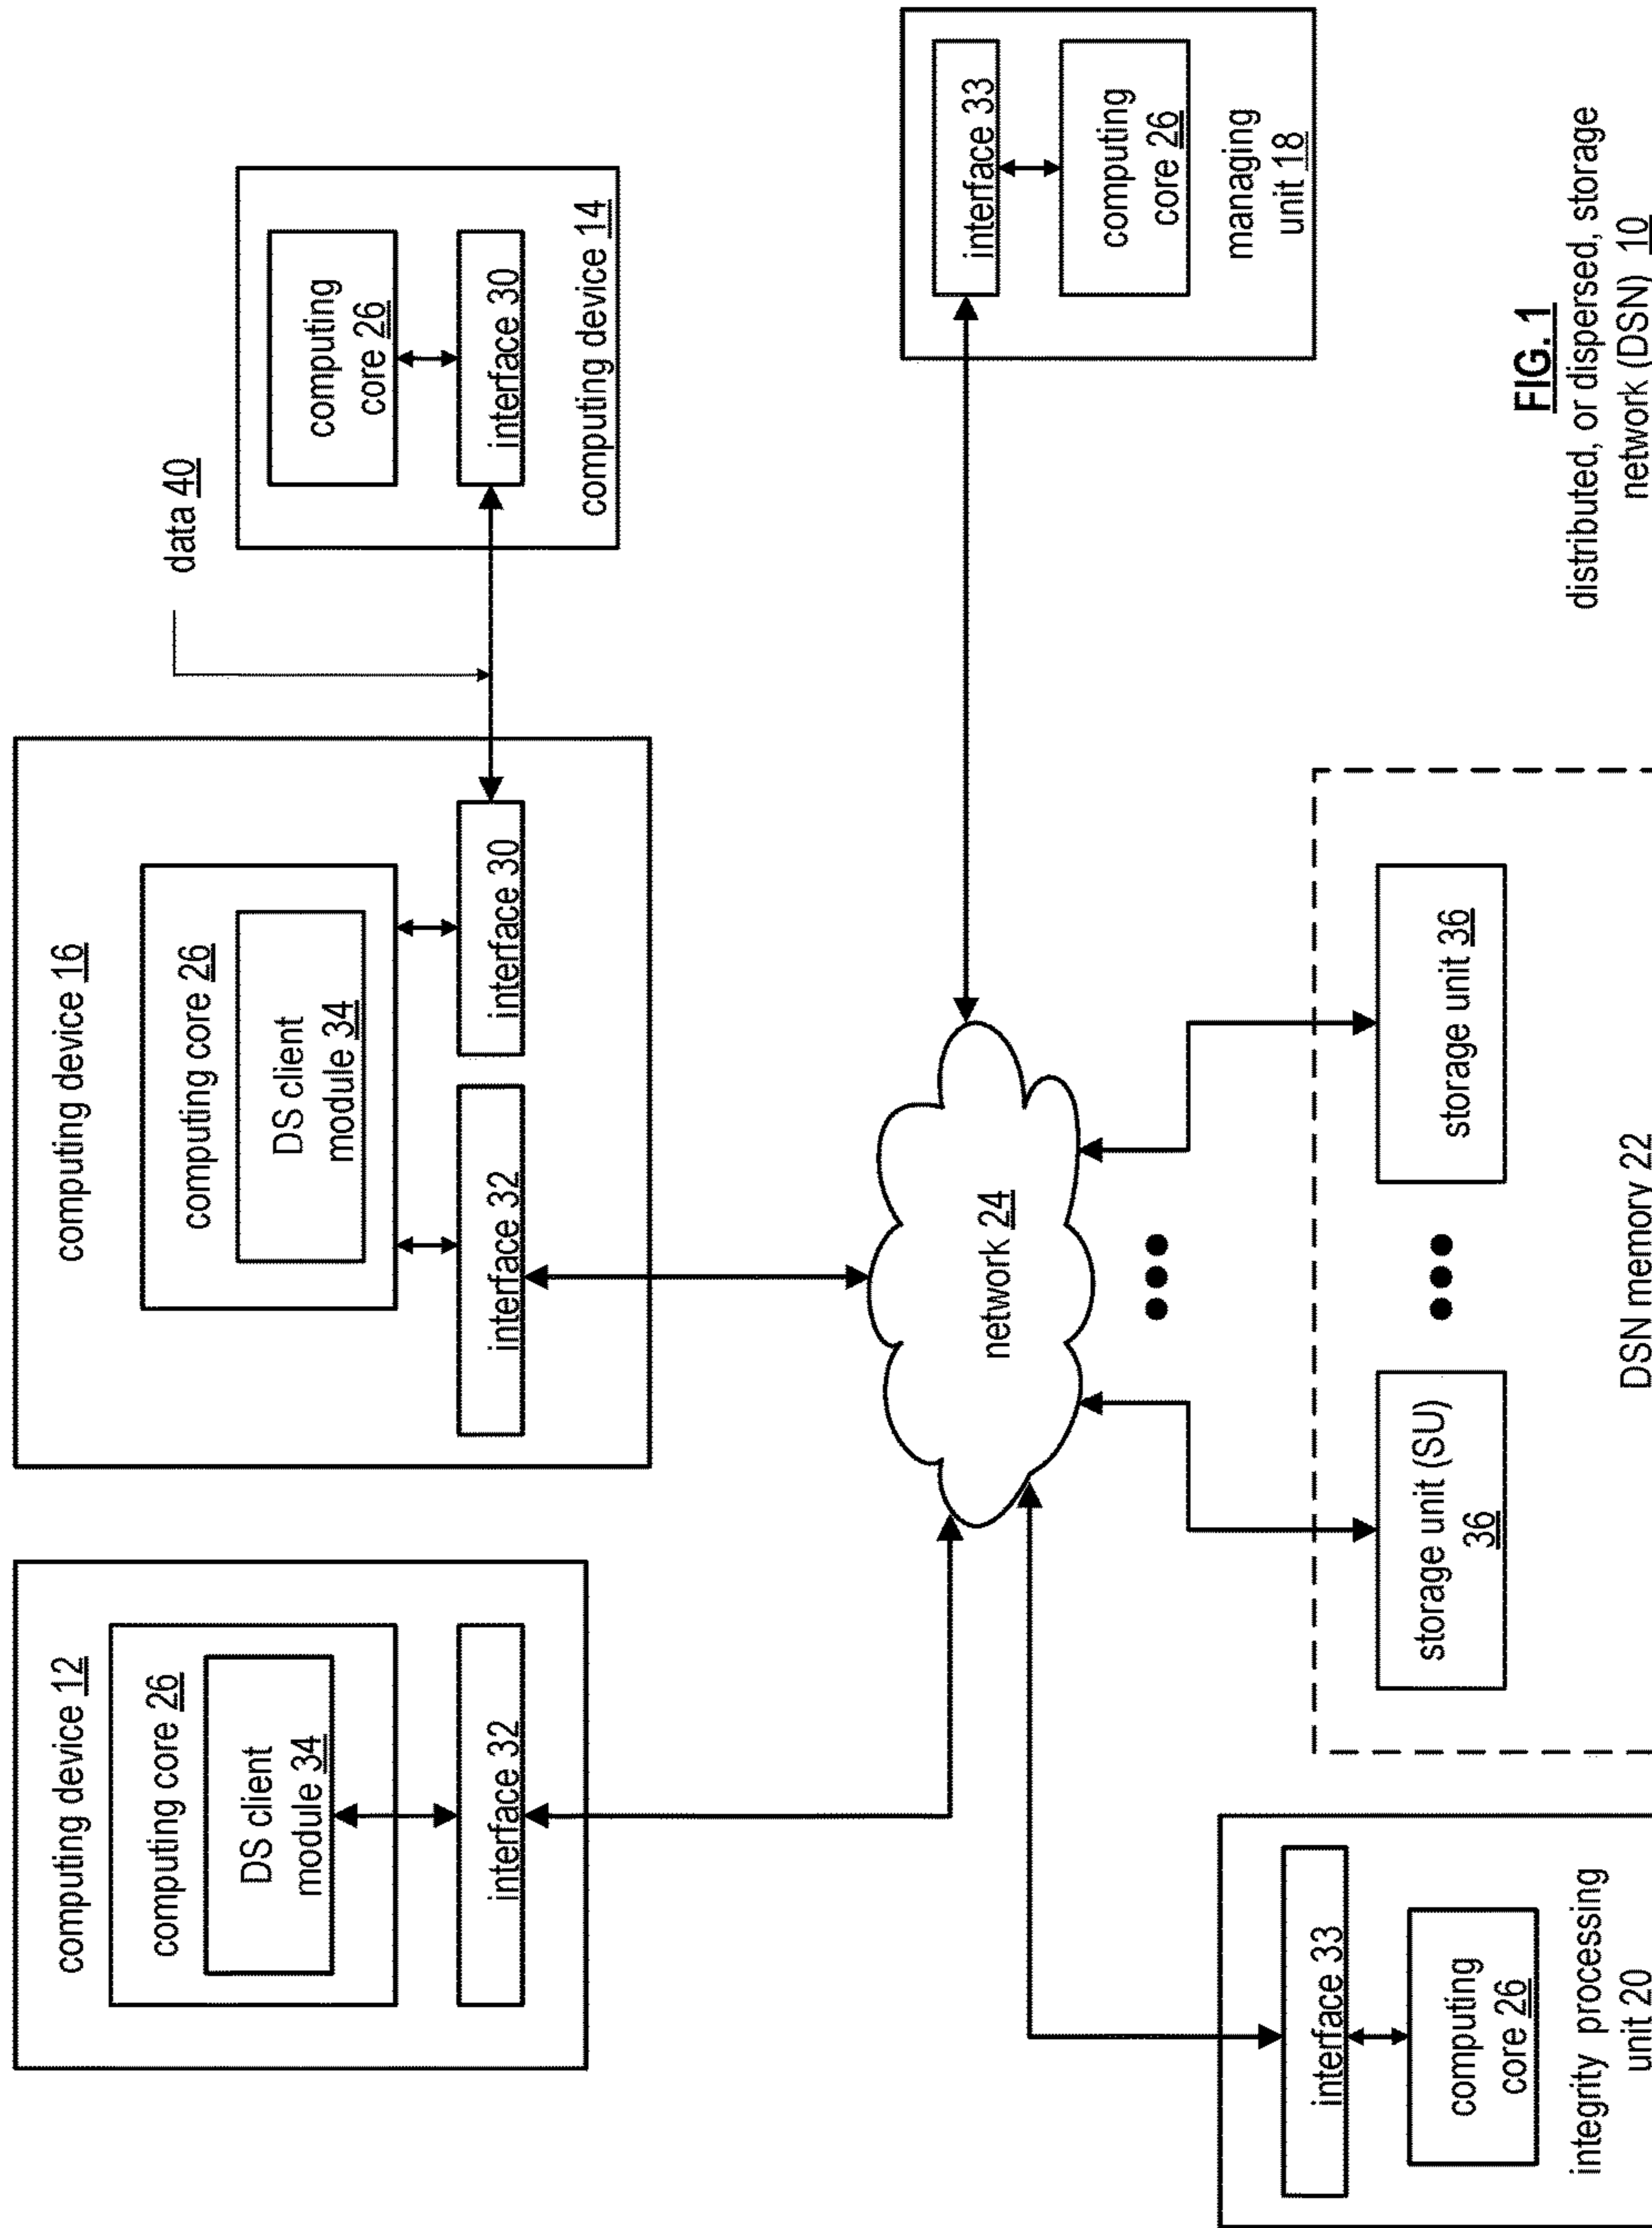 computing device 12
computing core 26
DS client
module 34
interface 32
computing device 16
computing core 26
DS client
module 34
interface 32
interface 30
data 40
computing
core 26
interface 30
computing device 14
network 24
interface 33
computing
core 26
managing
unit 18
interface 33
computing
core 26
integrity processing
unit 20
storage unit (SU)
36
storage unit 36
DSN memory 22
FIG. 1
distributed, or dispersed, storage
network (DSN) 10